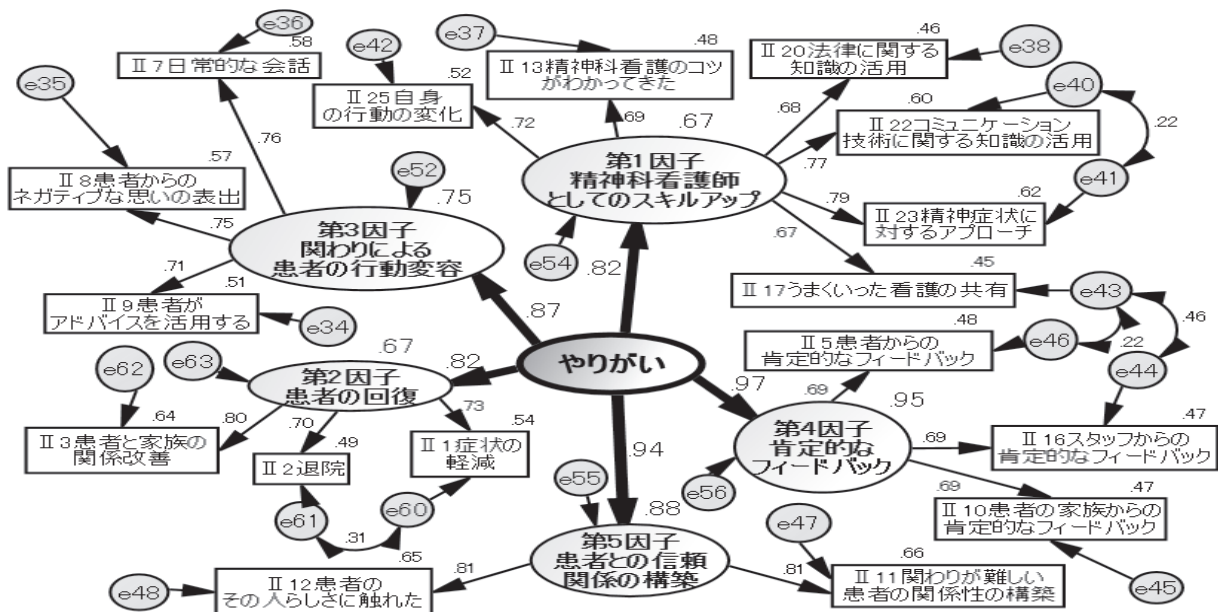 e36
.58
Ⅱ7日常的な会話
e35
.76
.57
Ⅱ8患者からの
ネガティブな思いの表出
.75
e42
.52
Ⅱ25自身
の行動の変化
.72
e37
.48
Ⅱ13精神科看護のコツ
がわかってきた
.69
.67
第1因子
精神科看護師
としてのスキルアップ
e54
.82
.46
Ⅱ20法律に関する
知識の活用
e38
.68
.60
Ⅱ22コミュニケーション
技術に関する知識の活用
e40
.22
.77
.79
.62
Ⅱ23精神症状に
対するアプローチ
e41
.67
.45
Ⅱ17うまくいった看護の共有
e43
e52
.75
第3因子
関わりによる
患者の行動変容
.87
.71
.51
Ⅱ9患者が
アドバイスを活用する
e34
やりがい
.48
Ⅱ5患者からの
肯定的なフィードバック
e46
.22
.46
e44
.69
.97
.95
第4因子
肯定的な
フィードバック
e56
.69
.47
Ⅱ16スタッフからの
肯定的なフィードバック
.69
.47
Ⅱ10患者の家族からの
肯定的なフィードバック
e45
e62
e63
.67
.82
第2因子
患者の回復
.64
.80
Ⅱ3患者と家族の
関係改善
.70
.49
Ⅱ2退院
.73
.54
Ⅱ1症状の
軽減
e61
e60
.31
.94
e55
.88
第5因子
患者との信頼
関係の構築
.65
.81
Ⅱ12患者の
その人らしさに触れた
e48
e47
.66
.81
Ⅱ11関わりが難しい
患者の関係性の構築